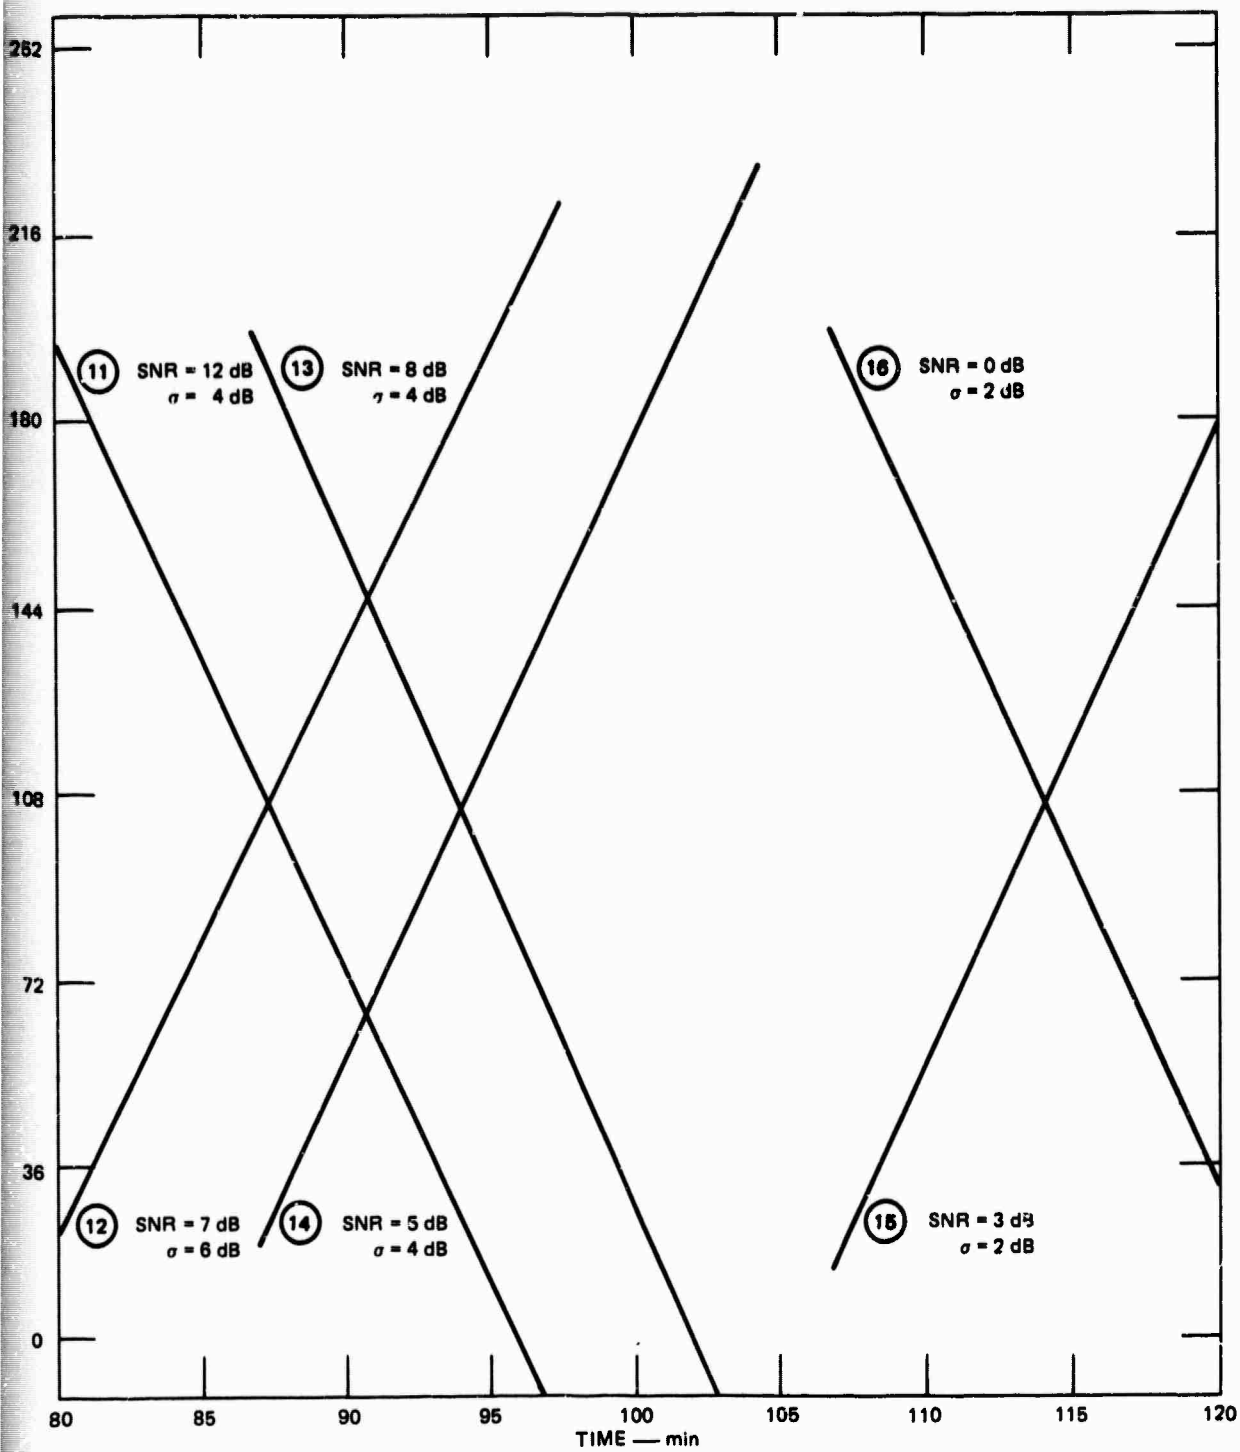 252
216
180
144
108
72
36
0
11 SNR = 12 dB
σ = 4 dB
13 SNR = 8 dB
σ = 4 dB
16 SNR = 0 dB
σ = 2 dB
12 SNR = 7 dB
σ = 6 dB
14 SNR = 5 dB
σ = 4 dB
15 SNR = 3 dB
σ = 2 dB
80 85 90 95 100 105 110 115 120
TIME — min